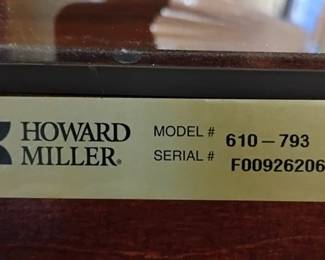 HOWARD MILLER®
MODEL # 610-793
SERIAL # F00926206